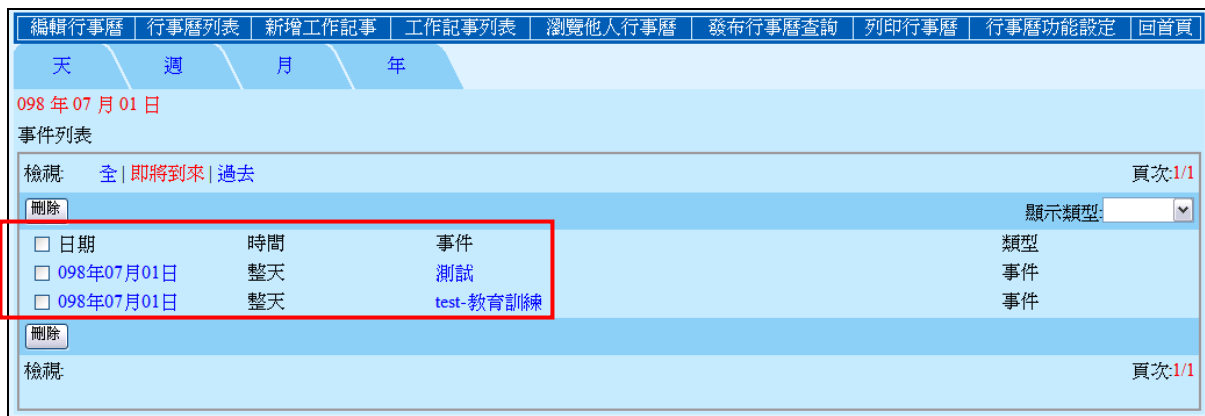 編輯行事曆 | 行事曆列表 | 新增工作記事 | 工作記事列表 | 瀏覽他人行事曆 | 發布行事曆查詢 | 列印行事曆 | 行事曆功能設定 | 回首頁
天 週 月 年
098 年 07 月 01 日
事件列表
檢視: 全 | 即將到來 | 過去 頁次:1/1
刪除 顯示類型:
日期 時間 事件 類型
098年07月01日 整天 測試 事件
098年07月01日 整天 test-教育訓練 事件
刪除
檢視: 頁次:1/1